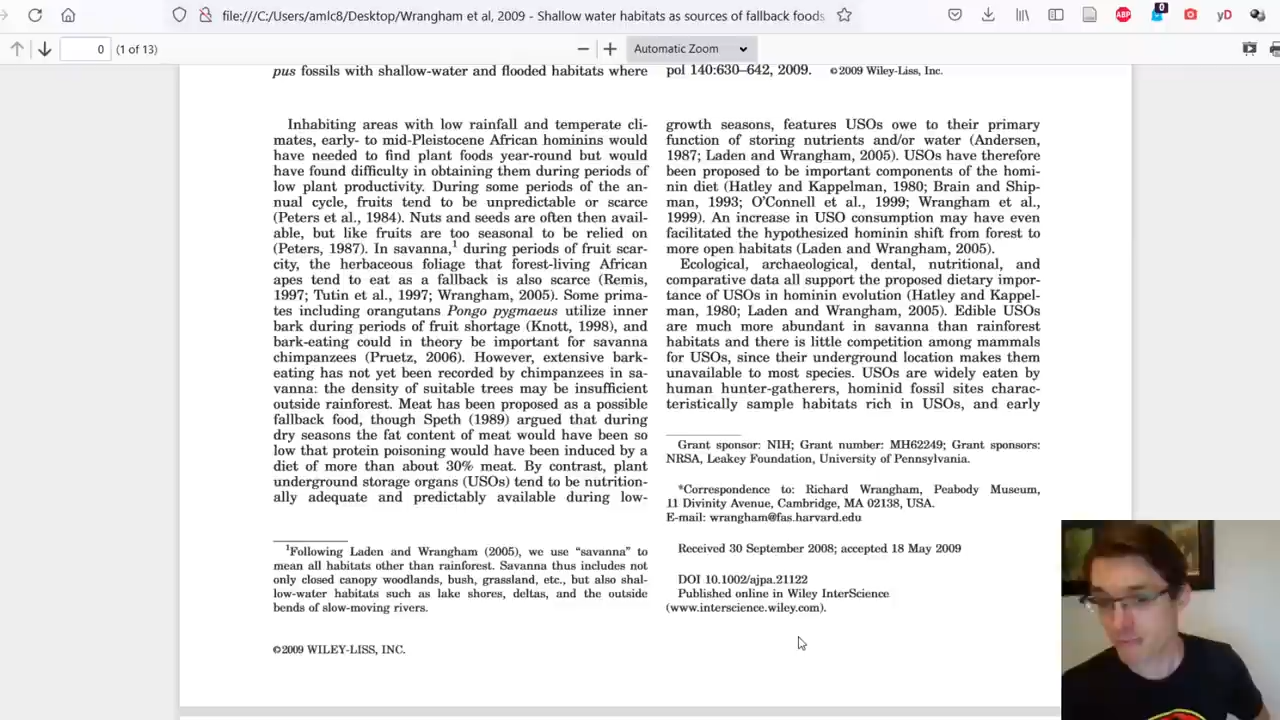 file:///C:/Users/amlc8/Desktop/Wrangham et al, 2009 - Shallow water habitats as sources of fallback foods
ABP
0
yD
0
(1 of 13)
Automatic Zoom
pus fossils with shallow-water and flooded habitats where
pol 140:630–642, 2009. ©2009 Wiley-Liss, Inc.
Inhabiting areas with low rainfall and temperate cli-
mates, early- to mid-Pleistocene African hominins would
have needed to find plant foods year-round but would
have found difficulty in obtaining them during periods of
low plant productivity. During some periods of the an-
nual cycle, fruits tend to be unpredictable or scarce
(Peters et al., 1984). Nuts and seeds are often then avail-
able, but like fruits are too seasonal to be relied on
(Peters, 1987). In savanna,1 during periods of fruit scar-
city, the herbaceous foliage that forest-living African
apes tend to eat as a fallback is also scarce (Remis,
1997; Tutin et al., 1997; Wrangham, 2005). Some prima-
tes including orangutans Pongo pygmaeus utilize inner
bark during periods of fruit shortage (Knott, 1998), and
bark-eating could in theory be important for savanna
chimpanzees (Pruetz, 2006). However, extensive bark-
eating has not yet been recorded by chimpanzees in sa-
vanna: the density of suitable trees may be insufficient
outside rainforest. Meat has been proposed as a possible
fallback food, though Speth (1989) argued that during
dry seasons the fat content of meat would have been so
low that protein poisoning would have been induced by a
diet of more than about 30% meat. By contrast, plant
underground storage organs (USOs) tend to be nutrition-
ally adequate and predictably available during low-
1Following Laden and Wrangham (2005), we use “savanna” to
mean all habitats other than rainforest. Savanna thus includes not
only closed canopy woodlands, bush, grassland, etc., but also shal-
low-water habitats such as lake shores, deltas, and the outside
bends of slow-moving rivers.
©2009 WILEY-LISS, INC.
growth seasons, features USOs owe to their primary
function of storing nutrients and/or water (Andersen,
1987; Laden and Wrangham, 2005). USOs have therefore
been proposed to be important components of the homi-
nin diet (Hatley and Kappelman, 1980; Brain and Ship-
man, 1993; O’Connell et al., 1999; Wrangham et al.,
1999). An increase in USO consumption may have even
facilitated the hypothesized hominin shift from forest to
more open habitats (Laden and Wrangham, 2005).
Ecological, archaeological, dental, nutritional, and
comparative data all support the proposed dietary impor-
tance of USOs in hominin evolution (Hatley and Kappel-
man, 1980; Laden and Wrangham, 2005). Edible USOs
are much more abundant in savanna than rainforest
habitats and there is little competition among mammals
for USOs, since their underground location makes them
unavailable to most species. USOs are widely eaten by
human hunter-gatherers, hominid fossil sites charac-
teristically sample habitats rich in USOs, and early
Grant sponsor: NIH; Grant number: MH62249; Grant sponsors:
NRSA, Leakey Foundation, University of Pennsylvania.
*Correspondence to: Richard Wrangham, Peabody Museum,
11 Divinity Avenue, Cambridge, MA 02138, USA.
E-mail: wrangham@fas.harvard.edu
Received 30 September 2008; accepted 18 May 2009
DOI 10.1002/ajpa.21122
Published online in Wiley InterScience
(www.interscience.wiley.com).